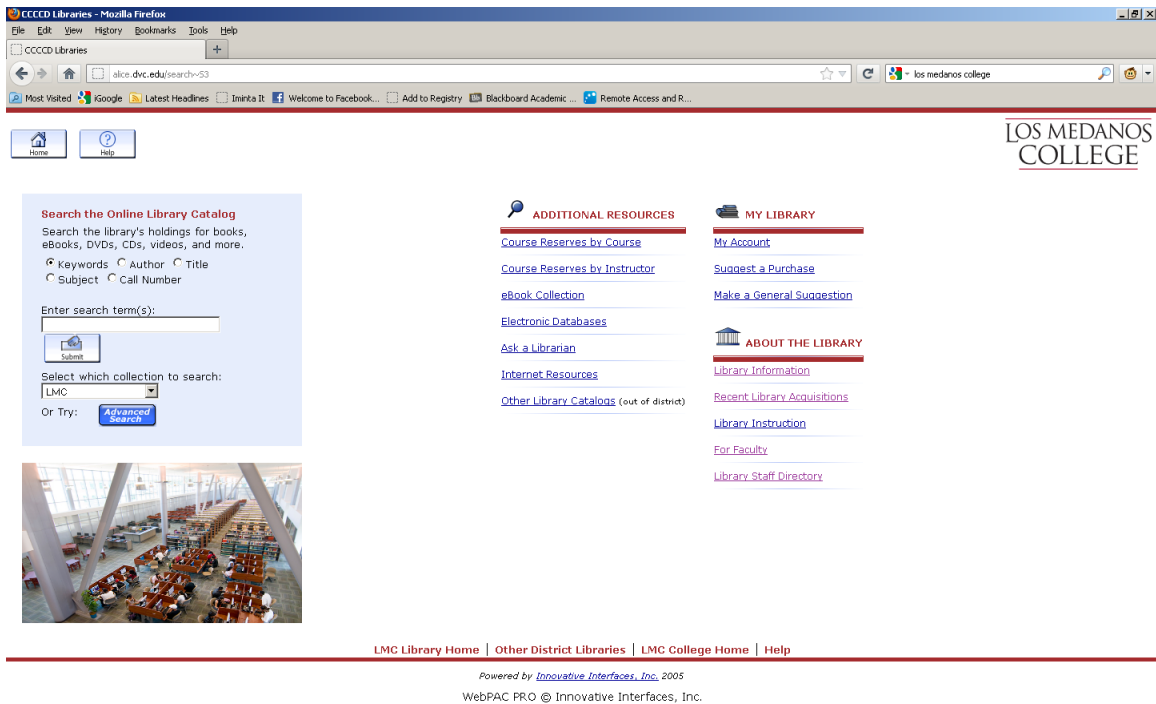 CCCCD Libraries - Mozilla Firefox
File Edit View History Bookmarks Tools Help
CCCCD Libraries
alice.dvc.edu/search~S3
los medanos college
Most Visited iGoogle Latest Headlines Iminta It Welcome to Facebook... Add to Registry Blackboard Academic ... Remote Access and R...
Home Help
LOS MEDANOS
COLLEGE
Search the Online Library Catalog
Search the library's holdings for books,
eBooks, DVDs, CDs, videos, and more.
Keywords Author Title
Subject Call Number
Enter search term(s):
Submit
Select which collection to search:
LMC
Or Try: Advanced
Search
ADDITIONAL RESOURCES
Course Reserves by Course
Course Reserves by Instructor
eBook Collection
Electronic Databases
Ask a Librarian
Internet Resources
Other Library Catalogs (out of district)
MY LIBRARY
My Account
Suggest a Purchase
Make a General Suggestion
ABOUT THE LIBRARY
Library Information
Recent Library Acquisitions
Library Instruction
For Faculty
Library Staff Directory
LMC Library Home | Other District Libraries | LMC College Home | Help
Powered by Innovative Interfaces, Inc. 2005
WebPAC PRO © Innovative Interfaces, Inc.